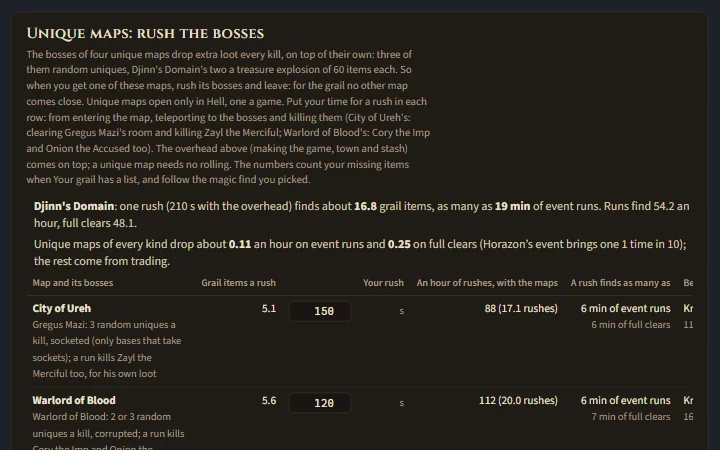 Unique maps: rush the bosses
The bosses of four unique maps drop extra loot every kill, on top of their own: three of
them random uniques, Djinn's Domain's two a treasure explosion of 60 items each. So
when you get one of these maps, rush its bosses and leave: for the grail no other map
comes close. Unique maps open only in Hell, one a game. Put your time for a rush in each
row: from entering the map, teleporting to the bosses and killing them (City of Ureh's:
clearing Gregus Mazi's room and killing Zayl the Merciful; Warlord of Blood's: Cory the Imp
and Onion the Accused too). The overhead above (making the game, town and stash)
comes on top; a unique map needs no rolling. The numbers count your missing items
when Your grail has a list, and follow the magic find you picked.
Djinn's Domain: one rush (210 s with the overhead) finds about 16.8 grail items, as many as 19 min of event runs. Runs find 54.2 an
hour, full clears 48.1.
Unique maps of every kind drop about 0.11 an hour on event runs and 0.25 on full clears (Horazon's event brings one 1 time in 10);
the rest come from trading.
Map and its bosses Grail items a rush Your rush An hour of rushes, with the maps A rush finds as many as Be
City of Ureh 5.1 150 s 88 (17.1 rushes) 6 min of event runs Kr
Gregus Mazi: 3 random uniques a 6 min of full clears 11
kill, socketed (only bases that take
sockets); a run kills Zayl the
Merciful too, for his own loot
Warlord of Blood 5.6 120 s 112 (20.0 rushes) 6 min of event runs Kr
Warlord of Blood: 2 or 3 random 7 min of full clears 16
uniques a kill, corrupted; a run kills
Cory the Imp and Onion the